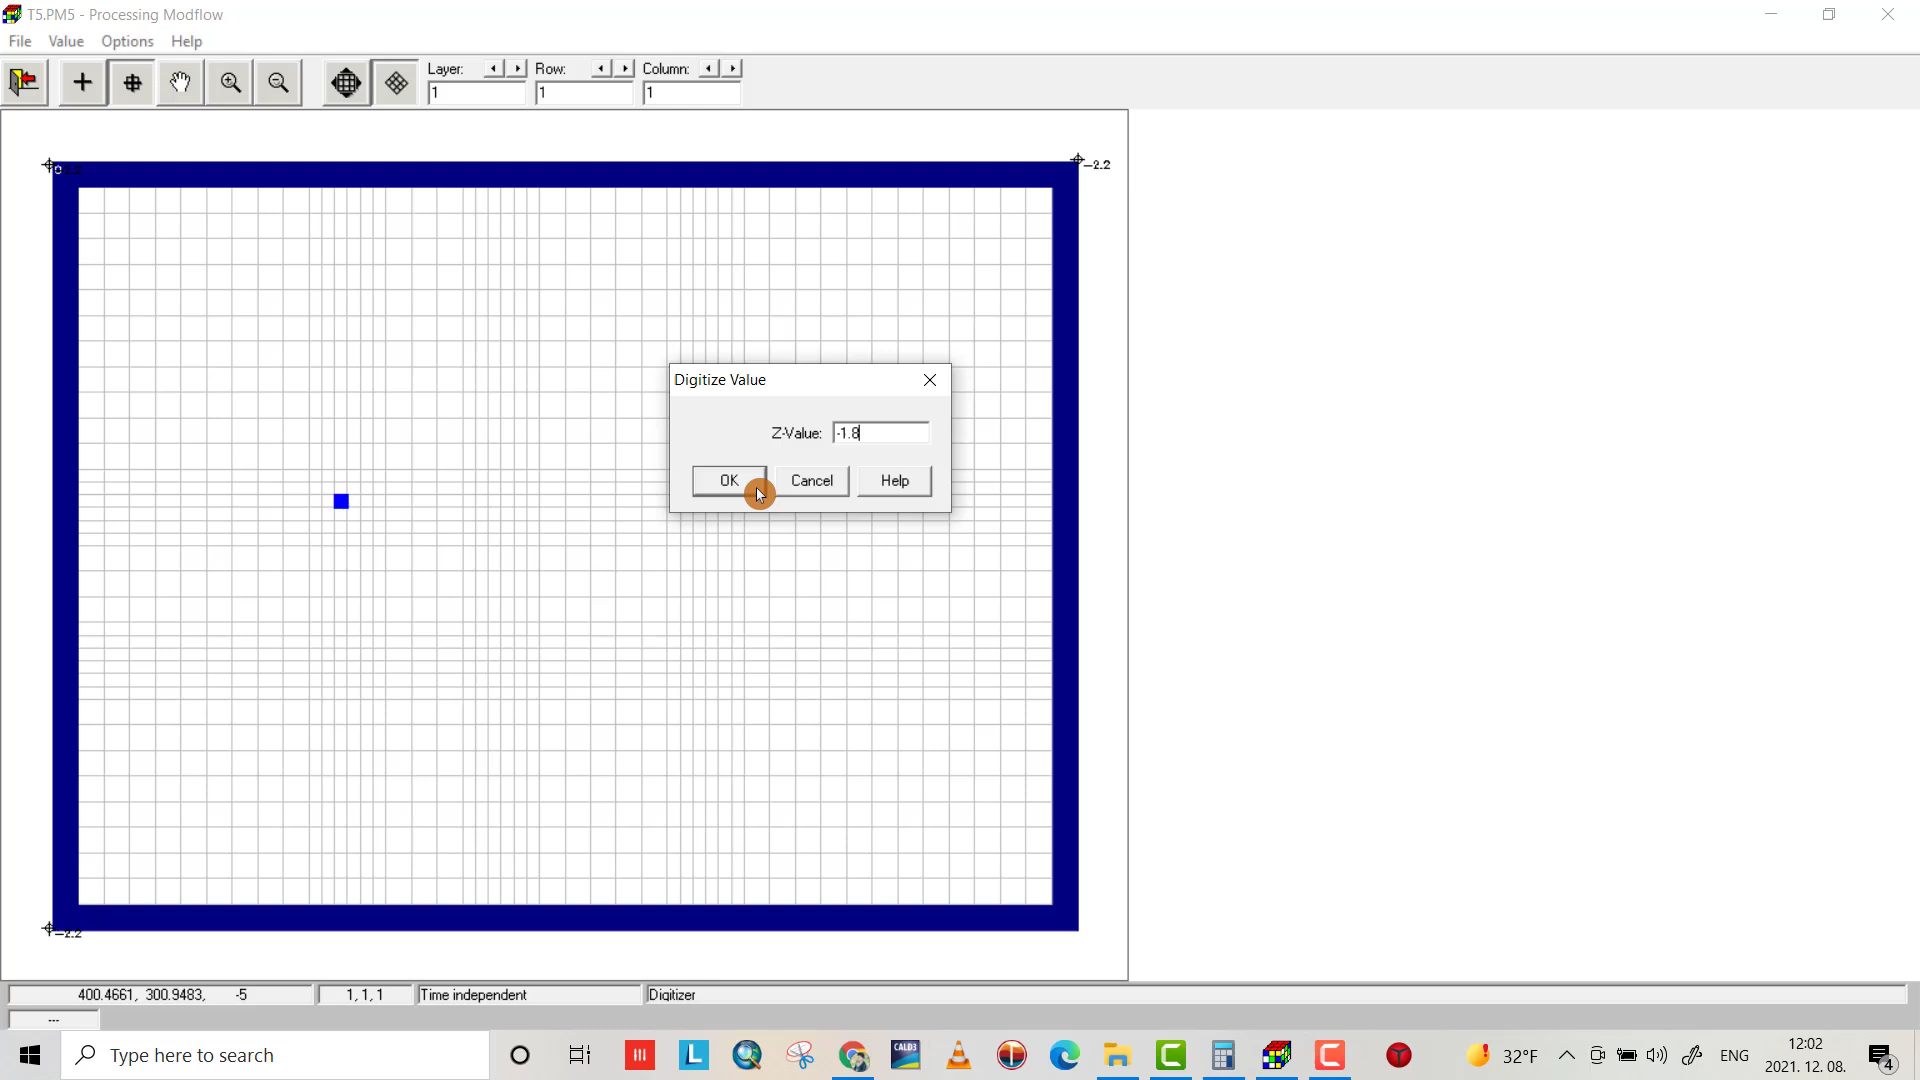 T5.PM5 - Processing Modflow
File Value Options Help
Layer: Row: Column:
1 1 1
-2.2
Digitize Value
Z-Value: -1.8
OK Cancel Help
-2.2
400.4661, 300.9483, -5 1, 1, 1 Time independent Digitizer
---
Type here to search
L
CALD3
C
C
32°F
ENG
12:02
2021. 12. 08.
4